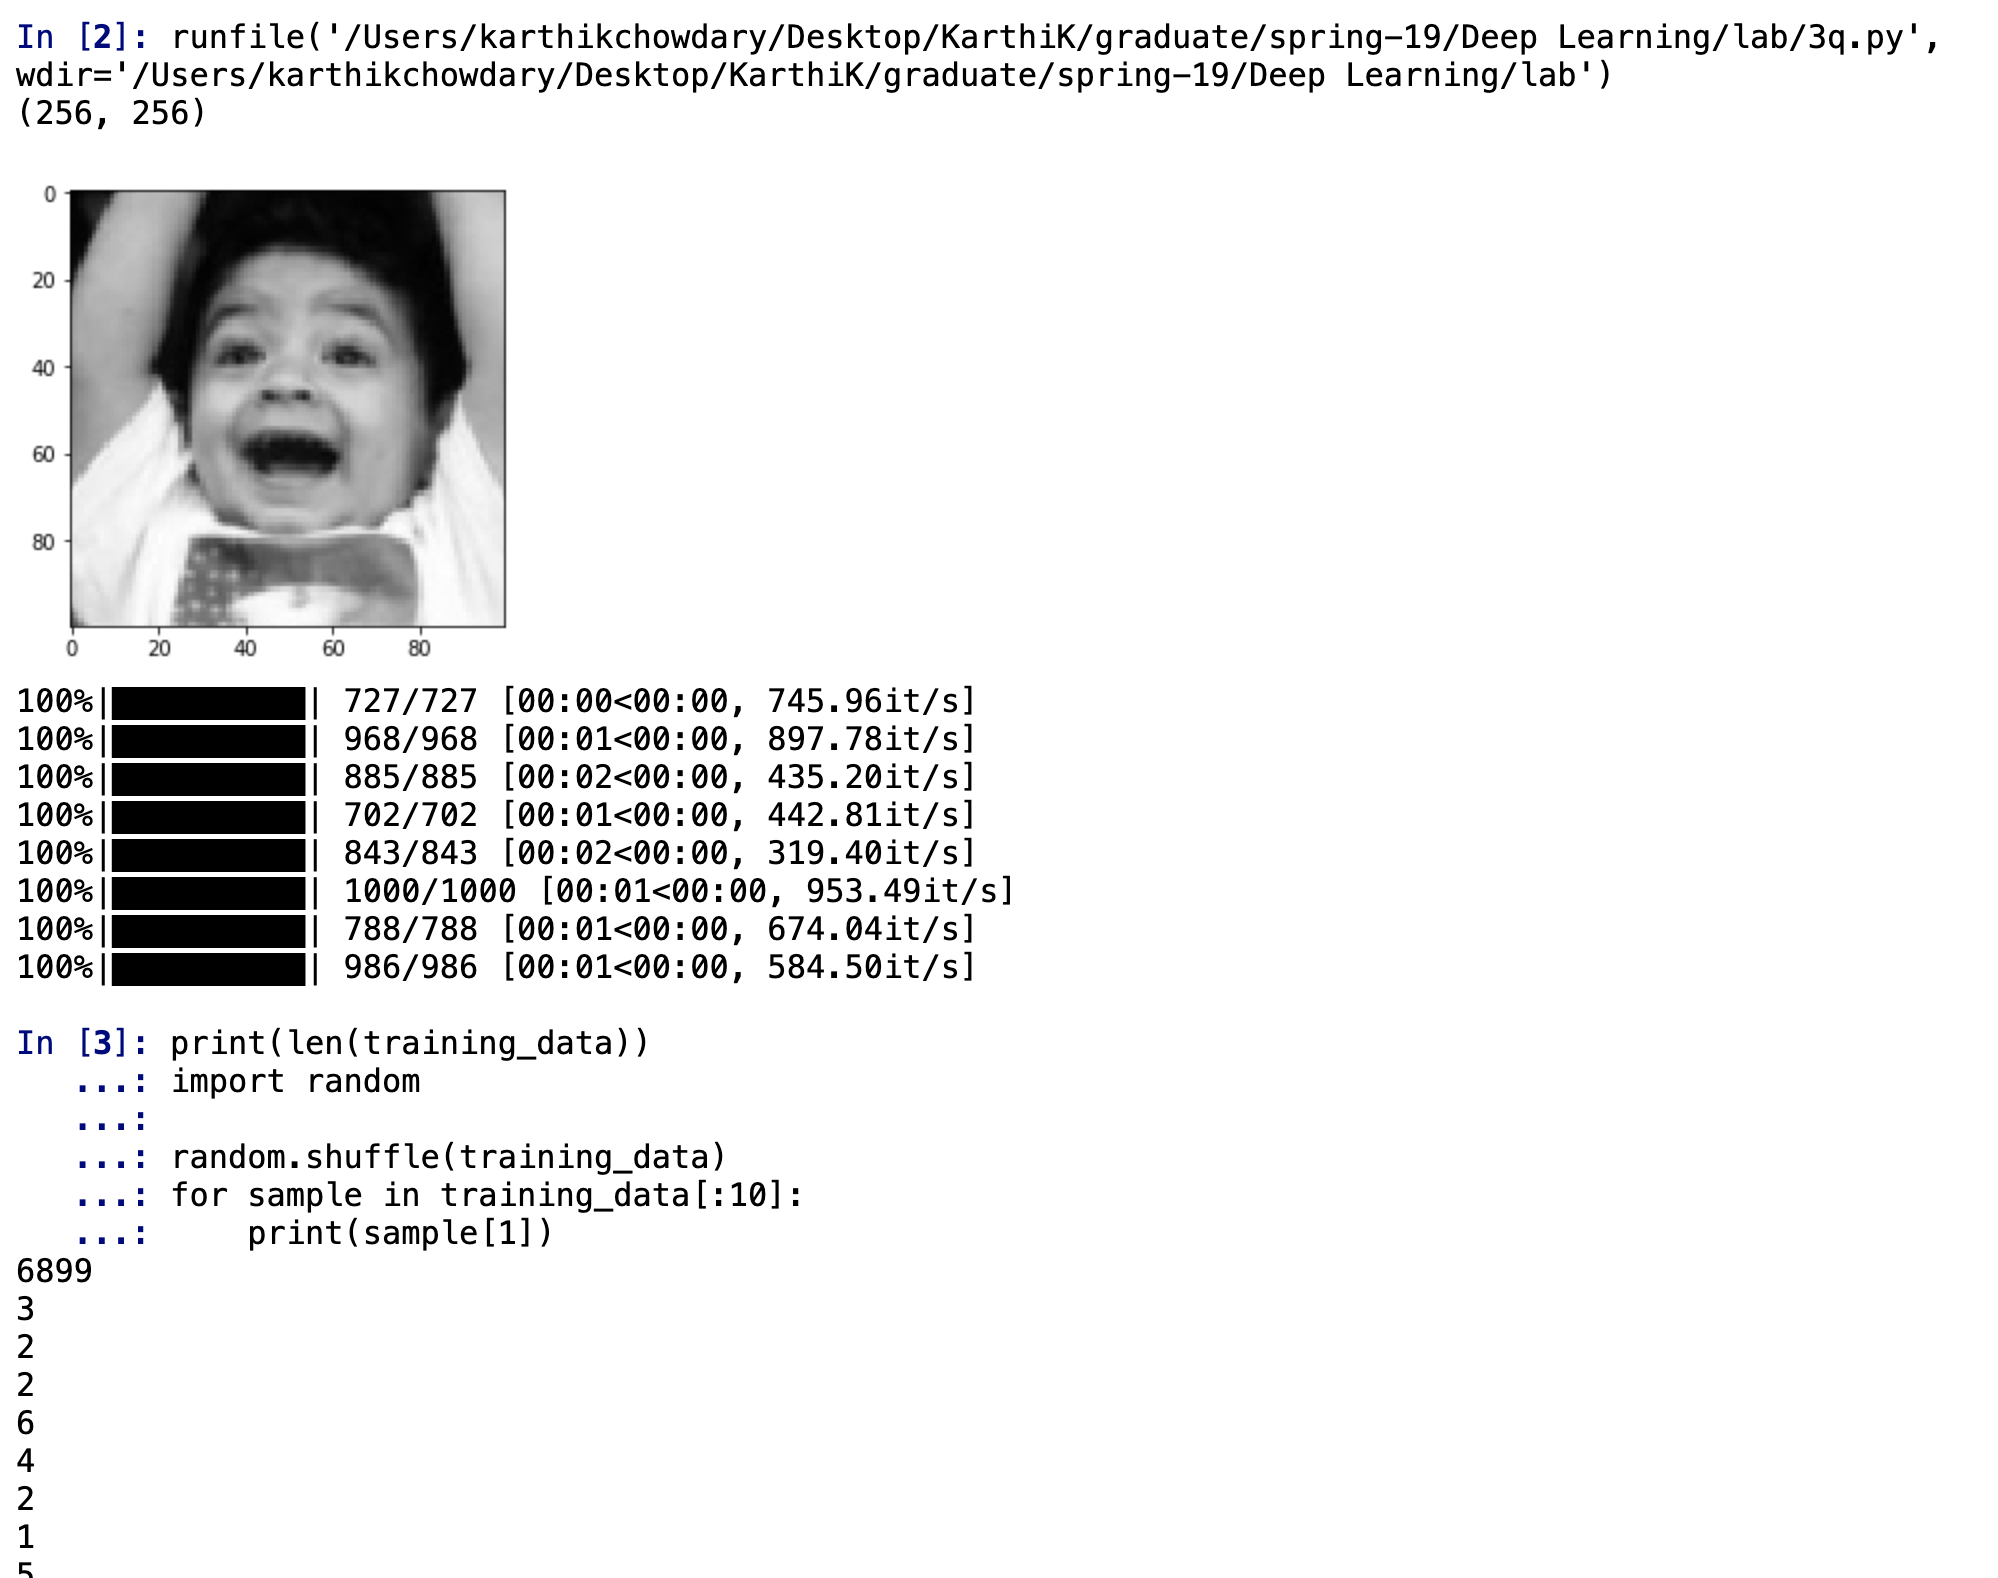 In [2]: runfile('/Users/karthikchowdary/Desktop/KarthiK/graduate/spring-19/Deep Learning/lab/3q.py',
wdir='/Users/karthikchowdary/Desktop/KarthiK/graduate/spring-19/Deep Learning/lab')
(256, 256)
0
20
40
60
80
0 20 40 60 80
100%|██████████| 727/727 [00:00<00:00, 745.96it/s]
100%|██████████| 968/968 [00:01<00:00, 897.78it/s]
100%|██████████| 885/885 [00:02<00:00, 435.20it/s]
100%|██████████| 702/702 [00:01<00:00, 442.81it/s]
100%|██████████| 843/843 [00:02<00:00, 319.40it/s]
100%|██████████| 1000/1000 [00:01<00:00, 953.49it/s]
100%|██████████| 788/788 [00:01<00:00, 674.04it/s]
100%|██████████| 986/986 [00:01<00:00, 584.50it/s]
In [3]: print(len(training_data))
...: import random
...:
...: random.shuffle(training_data)
...: for sample in training_data[:10]:
...:     print(sample[1])
6899
3
2
2
6
4
2
1
5